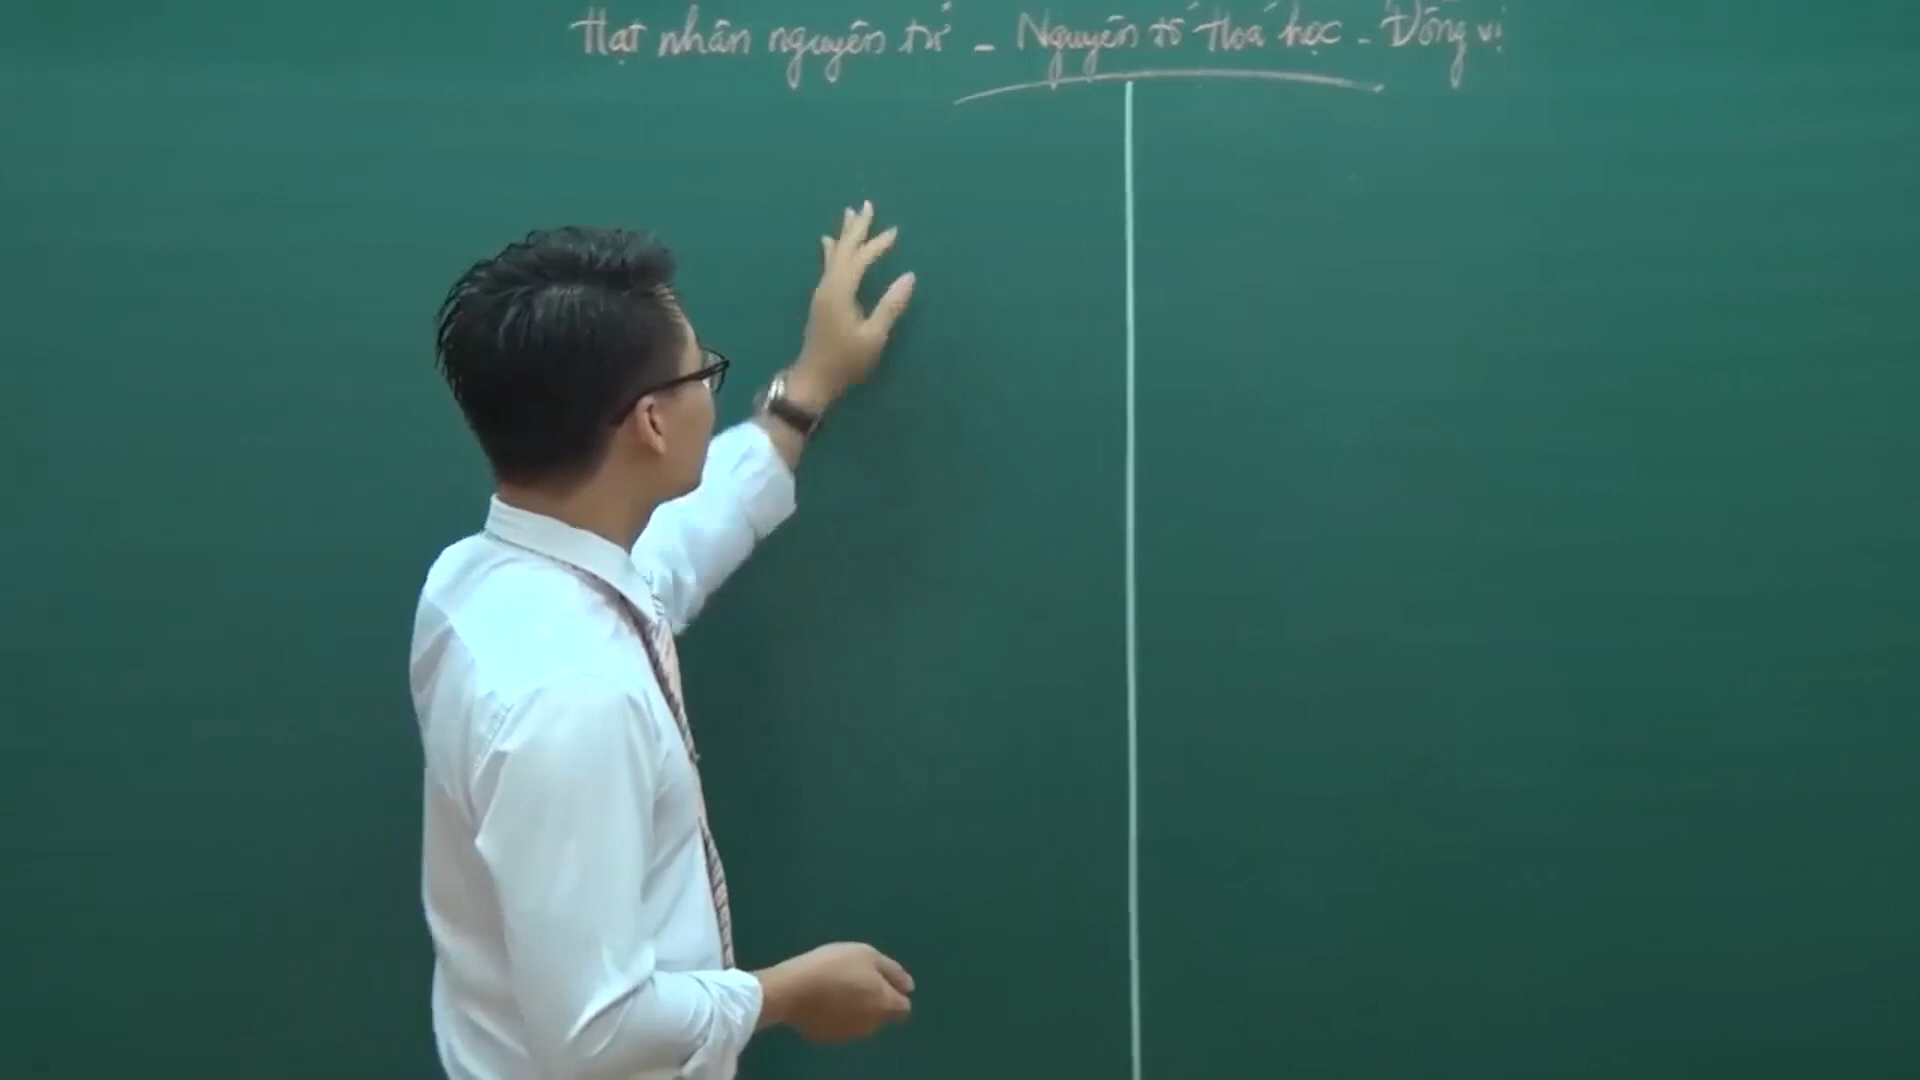 Hạt nhân nguyên tử - Nguyên tố Hoá học - Đồng vị